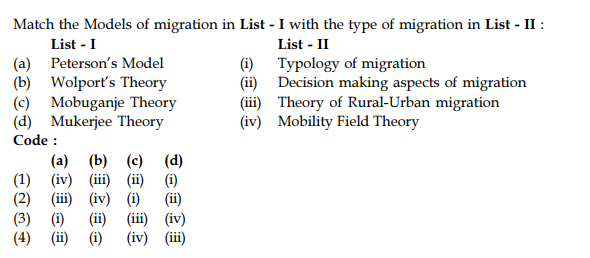 Match the Models of migration in List - I with the type of migration in List - II :
List - I List - II
(a) Peterson's Model (i) Typology of migration
(b) Wolport's Theory (ii) Decision making aspects of migration
(c) Mobuganje Theory (iii) Theory of Rural-Urban migration
(d) Mukerjee Theory (iv) Mobility Field Theory
Code :
(a) (b) (c) (d)
(1) (iv) (iii) (ii) (i)
(2) (iii) (iv) (i) (ii)
(3) (i) (ii) (iii) (iv)
(4) (ii) (i) (iv) (iii)